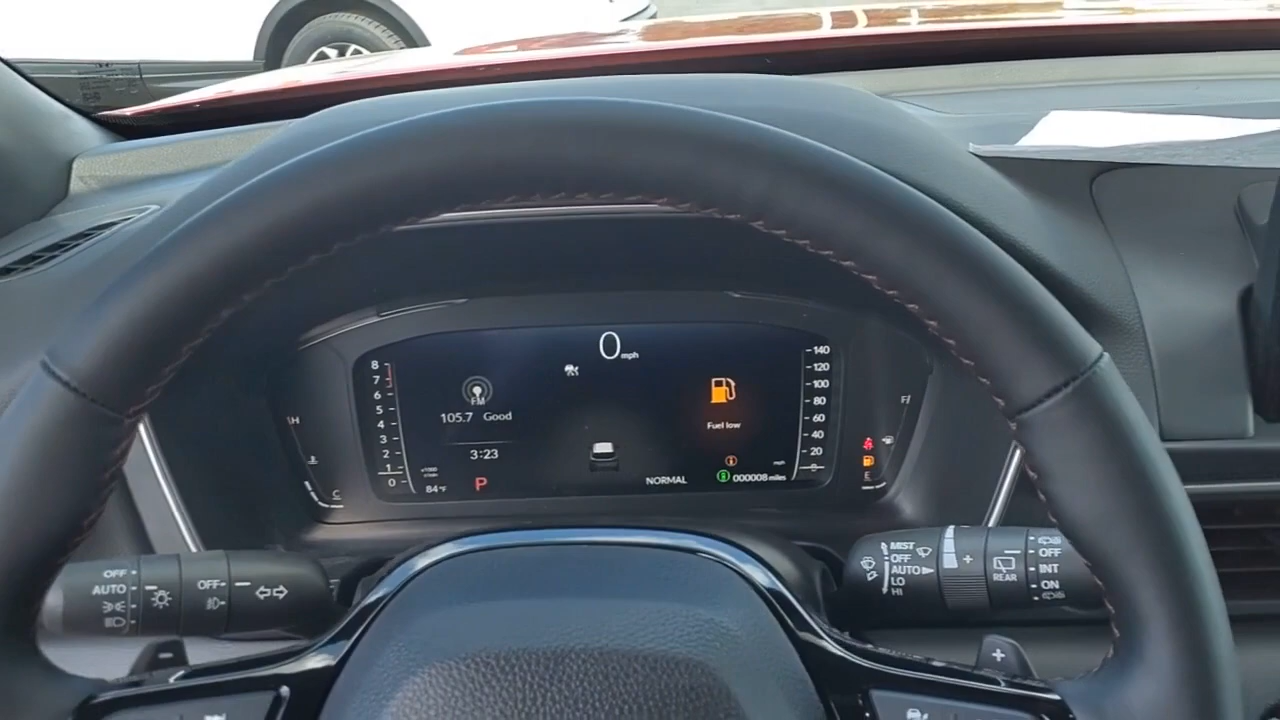 0 mph
8
7
6
5
4
3
2
1
0
FM
105.7 Good
3:23
84°F
P
H
C
Fuel low
NORMAL
000008 miles
mph
140
120
100
80
60
40
20
0
F
E
OFF
AUTO
OFF
MIST
OFF
AUTO
LO
HI
+
REAR
OFF
INT
ON
-
+